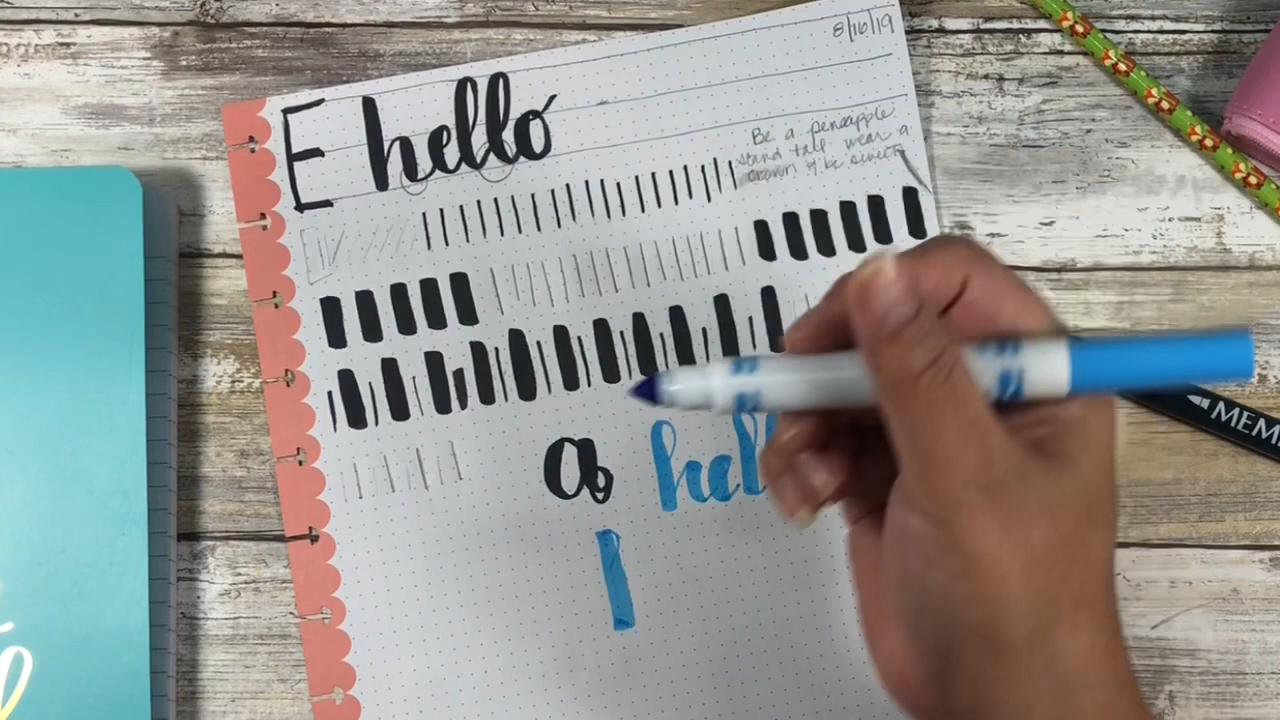 8/16/19
E hello
Be a pineapple
stand tall wear a
crown & be sweet
a hell
MEM